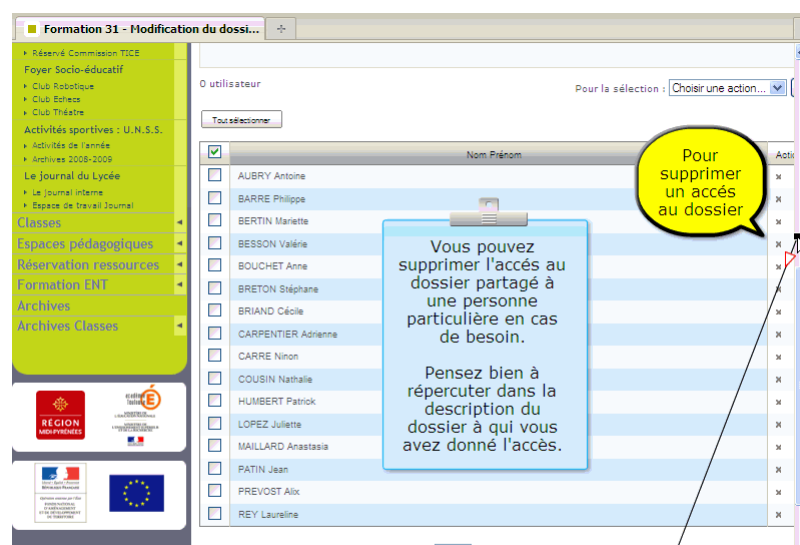 Formation 31 - Modification du dossi...
Réservé Commission TICE
Foyer Socio-éducatif
Club Robotique
Club Echecs
Club Théatre
Activités sportives : U.N.S.S.
Activités de l'année
Archives 2008-2009
Le journal du Lycée
Le journal interne
Espace de travail Journal
Classes
Espaces pédagogiques
Réservation ressources
Formation ENT
Archives
Archives Classes
RÉGION
MIDI-PYRÉNÉES
0 utilisateur
Pour la sélection : Choisir une action...
Tout sélectionner
Nom Prénom
Actio
AUBRY Antoine
BARRE Philippe
BERTIN Mariette
BESSON Valérie
BOUCHET Anne
BRETON Stéphane
BRIAND Cécile
CARPENTIER Adrienne
CARRE Ninon
COUSIN Nathalie
HUMBERT Patrick
LOPEZ Juliette
MAILLARD Anastasia
PATIN Jean
PREVOST Alix
REY Laureline
Pour
supprimer
un accés
au dossier
Vous pouvez
supprimer l'accés au
dossier partagé à
une personne
particulière en cas
de besoin.
Pensez bien à
répercuter dans la
description du
dossier à qui vous
avez donné l'accès.